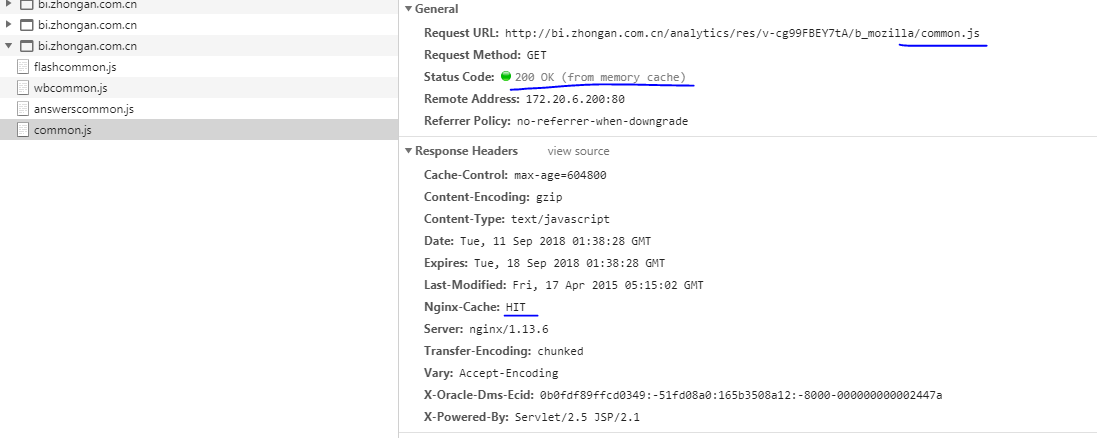 bi.zhongan.com.cn
bi.zhongan.com.cn
bi.zhongan.com.cn
flashcommon.js
wbcommon.js
answerscommon.js
common.js
General
Request URL: http://bi.zhongan.com.cn/analytics/res/v-cg99FBEY7tA/b_mozilla/common.js
Request Method: GET
Status Code: 200 OK (from memory cache)
Remote Address: 172.20.6.200:80
Referrer Policy: no-referrer-when-downgrade
Response Headers view source
Cache-Control: max-age=604800
Content-Encoding: gzip
Content-Type: text/javascript
Date: Tue, 11 Sep 2018 01:38:28 GMT
Expires: Tue, 18 Sep 2018 01:38:28 GMT
Last-Modified: Fri, 17 Apr 2015 05:15:02 GMT
Nginx-Cache: HIT
Server: nginx/1.13.6
Transfer-Encoding: chunked
Vary: Accept-Encoding
X-Oracle-Dms-Ecid: 0b0fdf89ffcd0349:-51fd08a0:165b3508a12:-8000-000000000002447a
X-Powered-By: Servlet/2.5 JSP/2.1